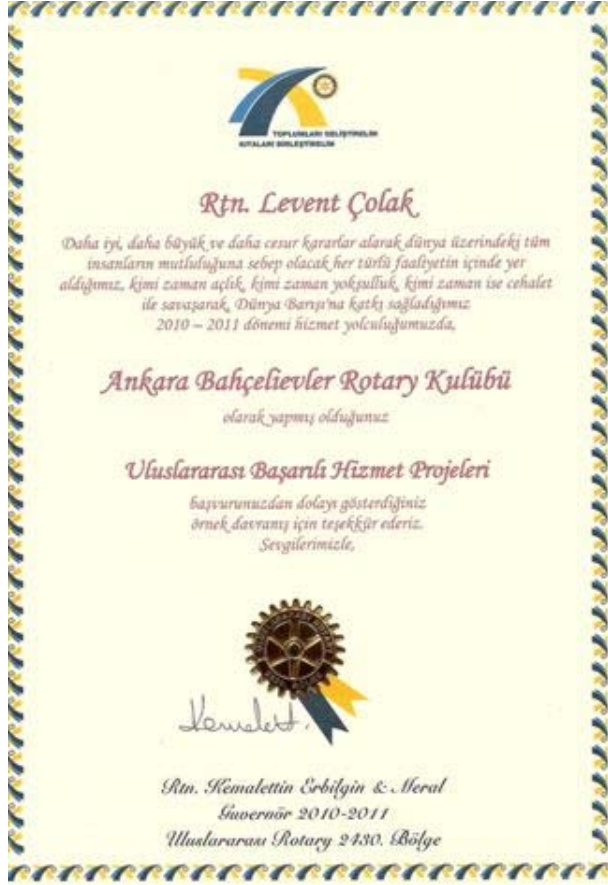 TOPLUMLARI GELİŞTİRELİM
KITALARI BİRLEŞTİRELİM
Rtn. Levent Çolak
Daha iyi, daha büyük ve daha cesur kararlar alarak dünya üzerindeki tüm
insanların mutluluğuna sebep olacak her türlü faaliyetin içinde yer
aldığımız, kimi zaman açlık, kimi zaman yoksulluk, kimi zaman ise cehalet
ile savaşarak, Dünya Barışı'na katkı sağladığımız
2010 – 2011 dönemi hizmet yolculuğumuzda,
Ankara Bahçelievler Rotary Kulübü
olarak yapmış olduğunuz
Uluslararası Başarılı Hizmet Projeleri
başvurunuzdan dolayı gösterdiğiniz
örnek davranış için teşekkür ederiz.
Sevgilerimizle,
Kemalett.
Rtn. Kemalettin Erbilgin & Meral
Guvernör 2010-2011
Uluslararası Rotary 2430. Bölge